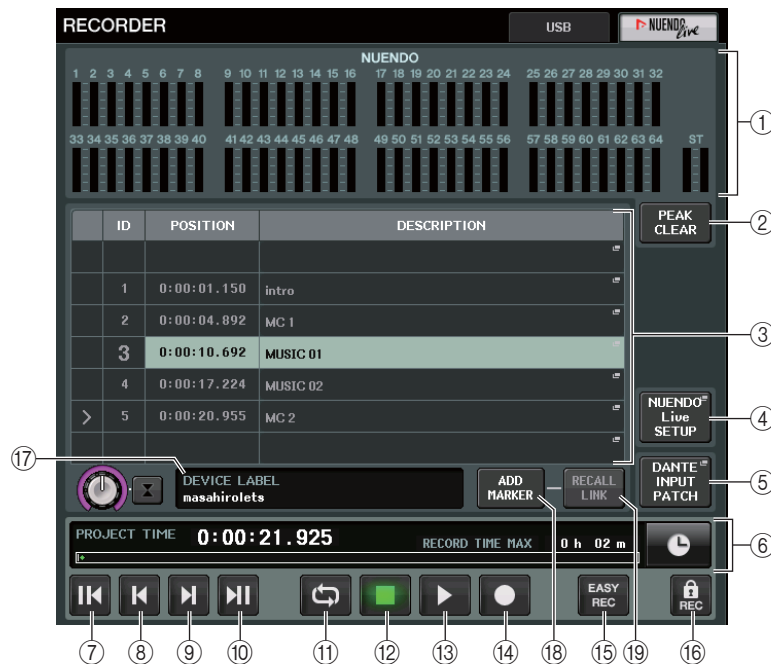 RECORDER
USB
NUENDO live
NUENDO
1 2 3 4 5 6 7 8 9 10 11 12 13 14 15 16 17 18 19 20 21 22 23 24 25 26 27 28 29 30 31 32
①
33 34 35 36 37 38 39 40 41 42 43 44 45 46 47 48 49 50 51 52 53 54 55 56 57 58 59 60 61 62 63 64 ST
ID POSITION DESCRIPTION
PEAK
CLEAR
②
1 0:00:01.150 intro
2 0:00:04.892 MC 1
③
3 0:00:10.692 MUSIC 01
4 0:00:17.224 MUSIC 02
5 0:00:20.955 MC 2
NUENDO
Live
SETUP
④
⑰
DEVICE LABEL
masahirolets
ADD
MARKER
RECALL
LINK
DANTE
INPUT
PATCH
⑤
PROJECT TIME 0:00:21.925 RECORD TIME MAX 0 h 02 m
⑥
EASY
REC
REC
⑦ ⑧ ⑨ ⑩ ⑪ ⑫ ⑬ ⑭ ⑱ ⑮ ⑲ ⑯